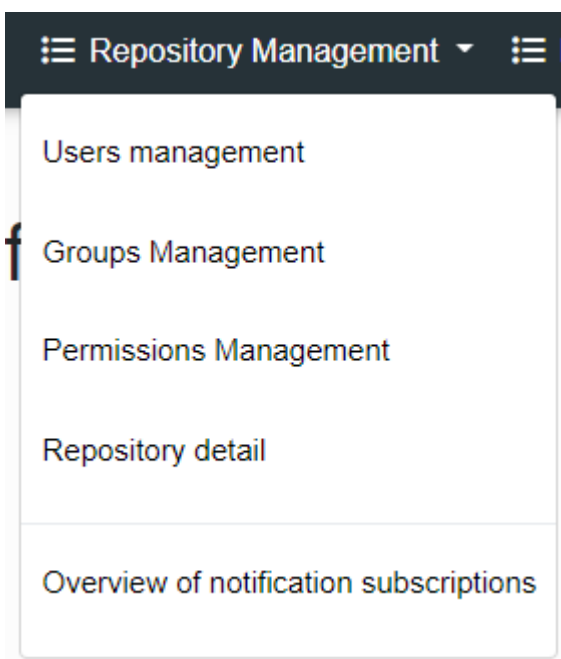 Repository Management
Users management
f
Groups Management
Permissions Management
Repository detail
Overview of notification subscriptions